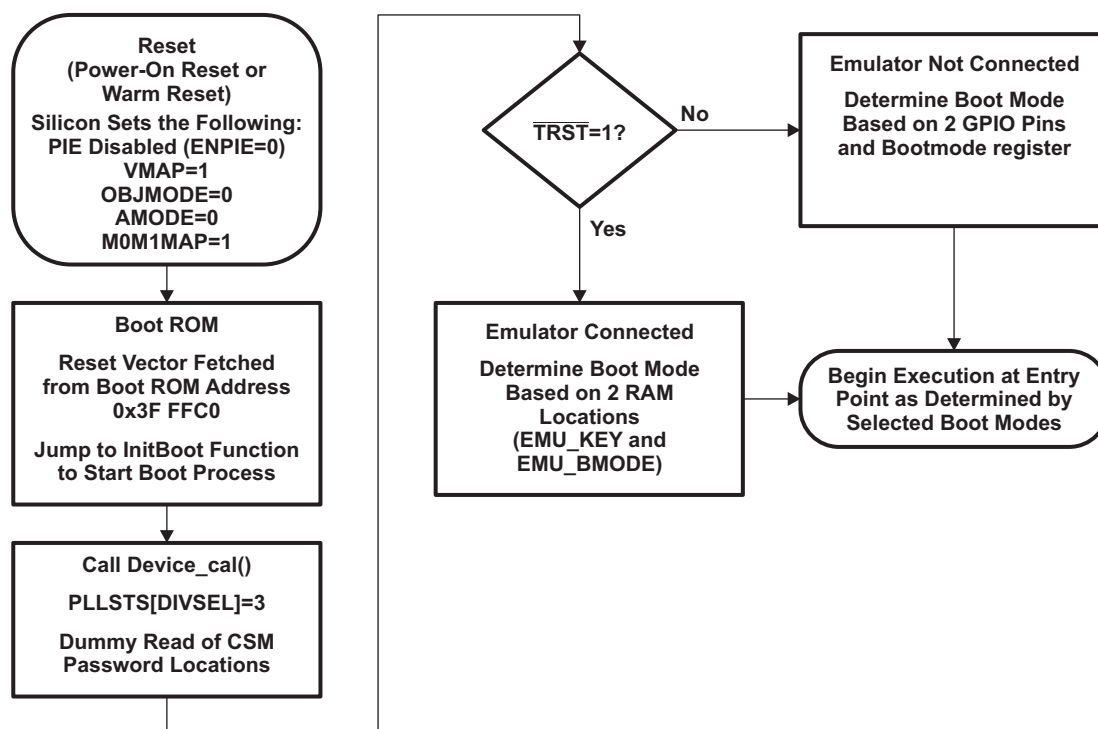 Reset
(Power-On Reset or
Warm Reset)
Silicon Sets the Following:
PIE Disabled (ENPIE=0)
VMAP=1
OBJMODE=0
AMODE=0
M0M1MAP=1
Boot ROM
Reset Vector Fetched
from Boot ROM Address
0x3F FFC0
Jump to InitBoot Function
to Start Boot Process
Call Device_cal()
PLLSTS[DIVSEL]=3
Dummy Read of CSM
Password Locations
T̅R̅S̅T̅=1?
No
Yes
Emulator Not Connected
Determine Boot Mode
Based on 2 GPIO Pins
and Bootmode register
Emulator Connected
Determine Boot Mode
Based on 2 RAM
Locations
(EMU_KEY and
EMU_BMODE)
Begin Execution at Entry
Point as Determined by
Selected Boot Modes